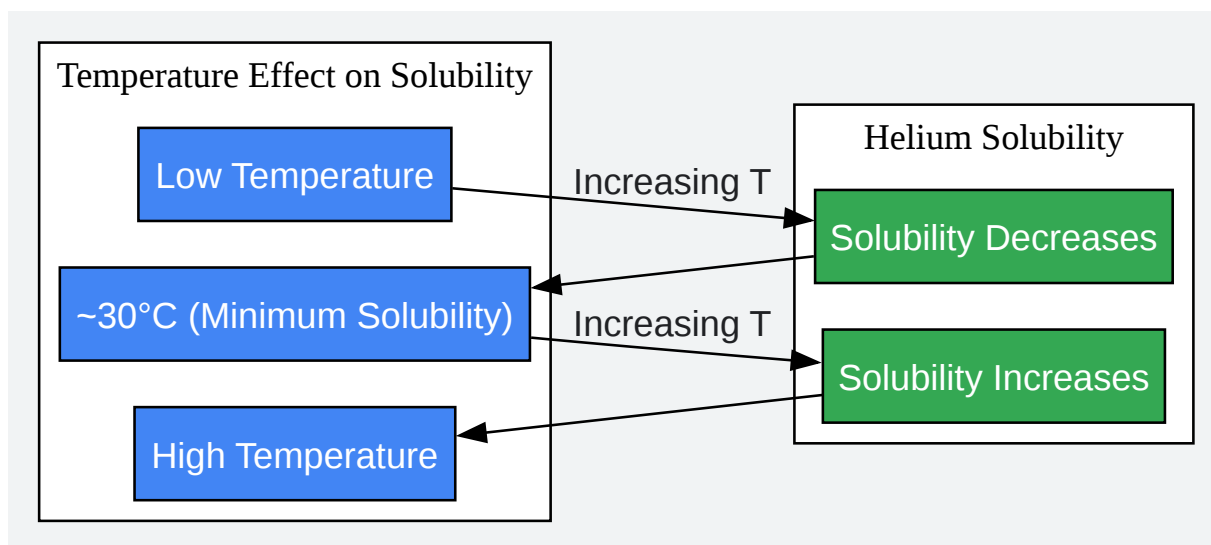 Temperature Effect on Solubility
Low Temperature
~30°C (Minimum Solubility)
High Temperature
Increasing T
Increasing T
Helium Solubility
Solubility Decreases
Solubility Increases